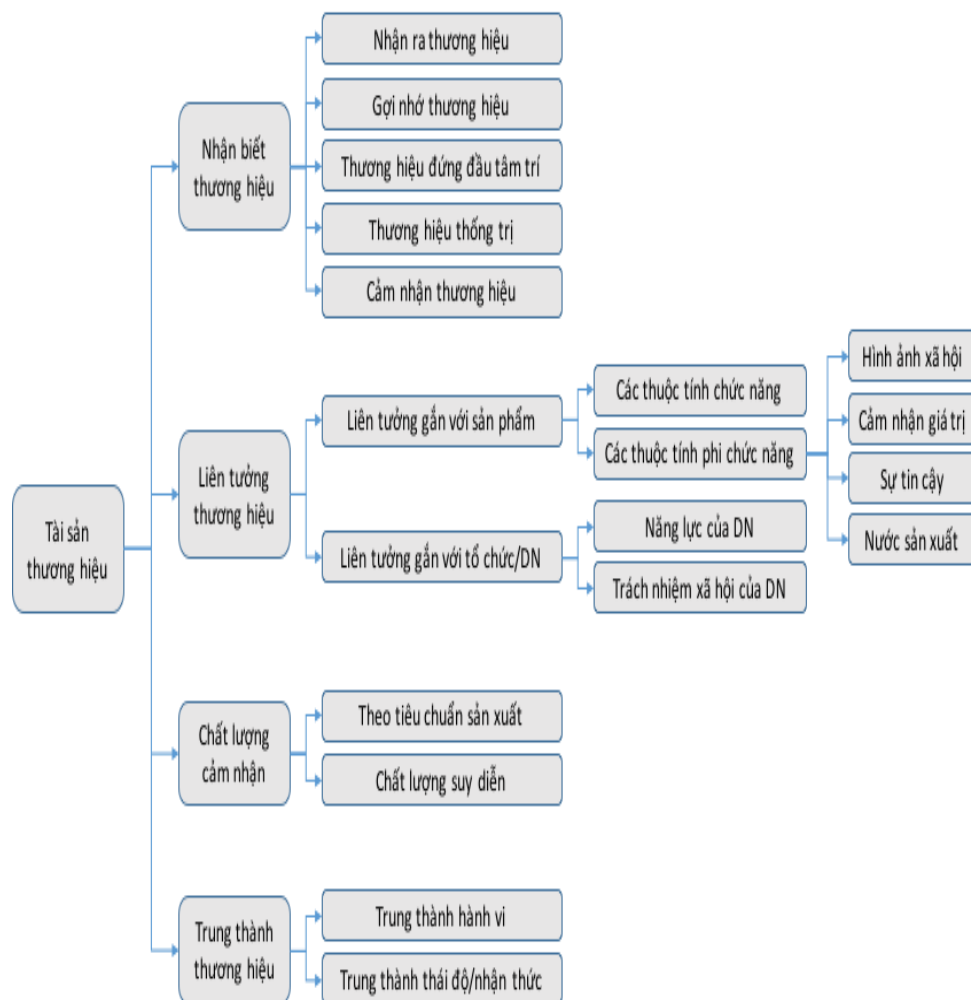 Nhận ra thương hiệu
Gợi nhớ thương hiệu
Nhận biết
thương hiệu
Thương hiệu đứng đầu tâm trí
Thương hiệu thống trị
Cảm nhận thương hiệu
Hình ảnh xã hội
Các thuộc tính chức năng
Liên tưởng gắn với sản phẩm
Cảm nhận giá trị
Các thuộc tính phi chức năng
Liên tưởng
thương hiệu
Sự tin cậy
Tài sản
thương hiệu
Năng lực của DN
Nước sản xuất
Liên tưởng gắn với tổ chức/DN
Trách nhiệm xã hội của DN
Theo tiêu chuẩn sản xuất
Chất lượng
cảm nhận
Chất lượng suy diễn
Trung thành hành vi
Trung thành
thương hiệu
Trung thành thái độ/nhận thức